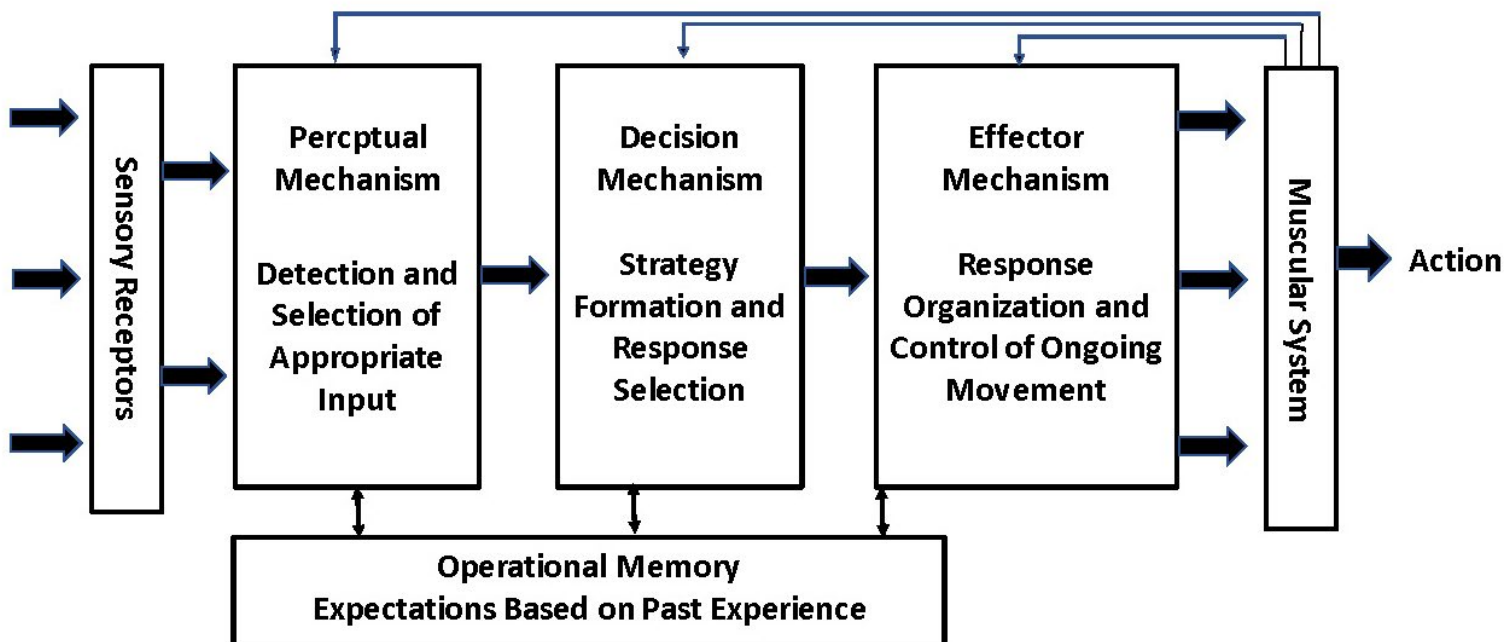 Sensory Receptors
Percptual
Mechanism
Detection and
Selection of
Appropriate
Input
Decision
Mechanism
Strategy
Formation and
Response
Selection
Effector
Mechanism
Response
Organization and
Control of Ongoing
Movement
Muscular System
Action
Operational Memory
Expectations Based on Past Experience